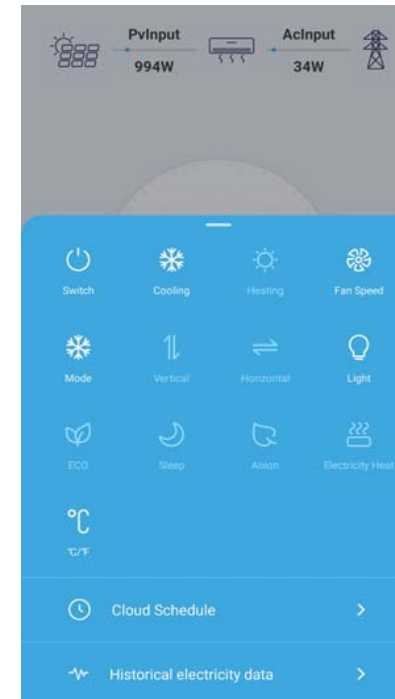 PvInput
AcInput
994W
34W
Switch
Cooling
Heating
Fan Speed
Mode
Vertical
Horizontal
Light
ECO
Sleep
Anion
Electricity Heat
°C
°C/°F
Cloud Schedule
Historical electricity data